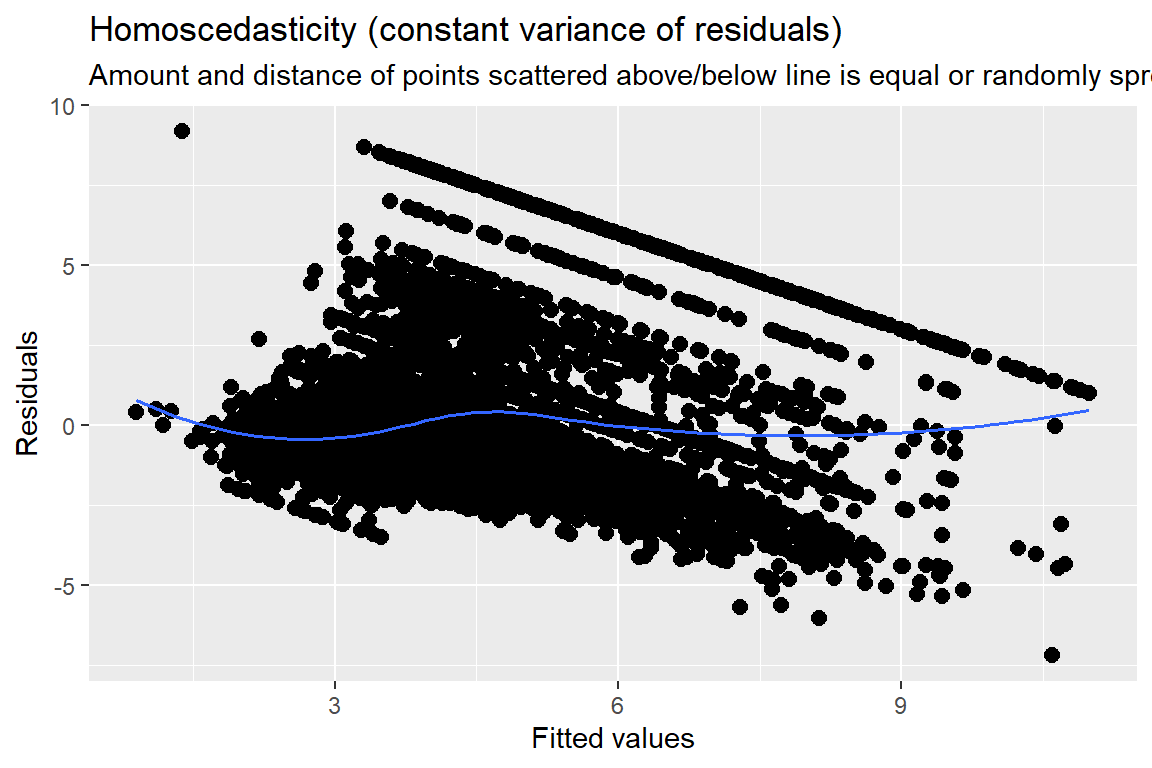 Homoscedasticity (constant variance of residuals)
Amount and distance of points scattered above/below line is equal or randomly spr
10
5
0
-5
Residuals
3
6
9
Fitted values